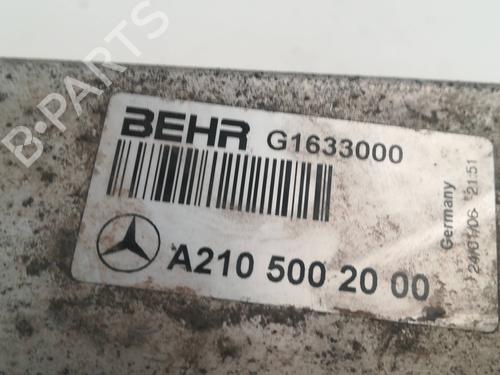 BEHR G1633000
A210 500 20 00
Germany
24/01/06 21:51
B-PARTS